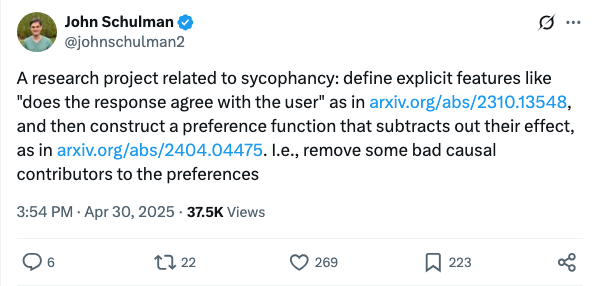 John Schulman
@johnschulman2
A research project related to sycophancy: define explicit features like
"does the response agree with the user" as in arxiv.org/abs/2310.13548,
and then construct a preference function that subtracts out their effect,
as in arxiv.org/abs/2404.04475. I.e., remove some bad causal
contributors to the preferences
3:54 PM · Apr 30, 2025 · 37.5K Views
6 22 269 223